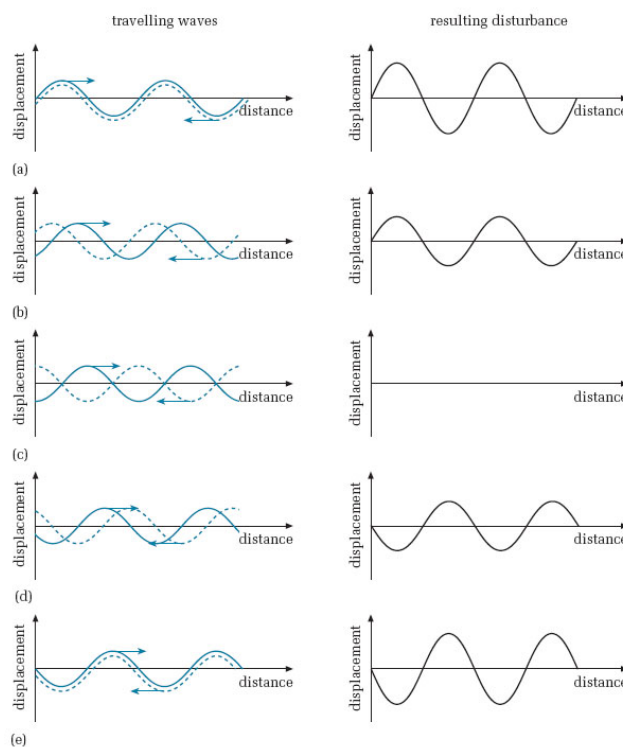 travelling waves
resulting disturbance
displacement
distance
displacement
distance
(a)
displacement
distance
displacement
distance
(b)
displacement
distance
displacement
distance
(c)
displacement
distance
displacement
distance
(d)
displacement
distance
displacement
distance
(e)